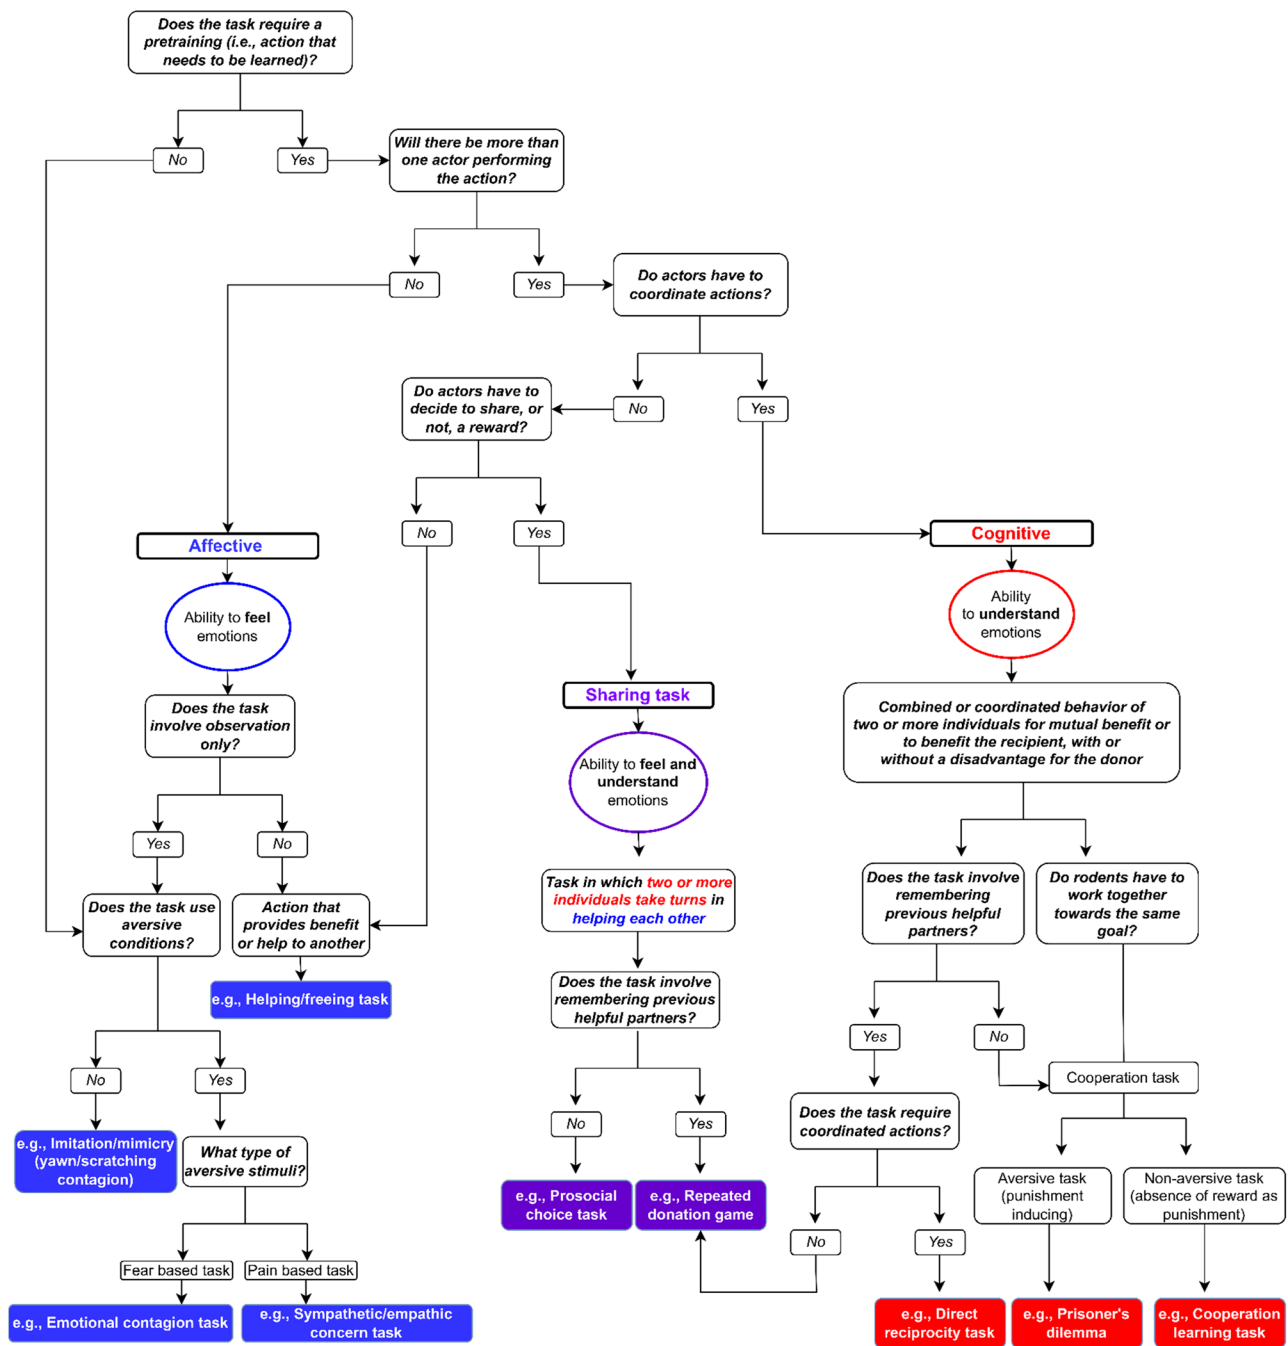 Does the task require a
pretraining (i.e., action that
needs to be learned)?
No
Yes
Will there be more than
one actor performing
the action?
No
Yes
Do actors have to
coordinate actions?
Do actors have to
decide to share, or
not, a reward?
No
Yes
No
Yes
Affective
Cognitive
Ability to feel
emotions
Ability
to understand
emotions
Sharing task
Does the task
involve observation
only?
Combined or coordinated behavior of
two or more individuals for mutual benefit or
to benefit the recipient, with or
without a disadvantage for the donor
Ability to feel and
understand
emotions
Yes
No
Task in which two or more
individuals take turns in
helping each other
Does the task involve
remembering
previous helpful
partners?
Do rodents have to
work together
towards the same
goal?
Does the task use
aversive
conditions?
Action that
provides benefit
or help to another
e.g., Helping/freeing task
Does the task involve
remembering previous
helpful partners?
Yes
No
No
Yes
Cooperation task
No
Yes
Does the task require
coordinated actions?
e.g., Imitation/mimicry
(yawn/scratching
contagion)
What type of
aversive stimuli?
e.g., Prosocial
choice task
e.g., Repeated
donation game
Aversive task
(punishment
inducing)
Non-aversive task
(absence of reward as
punishment)
No
Yes
Fear based task
Pain based task
e.g., Emotional contagion task
e.g., Sympathetic/empathic
concern task
e.g., Direct
reciprocity task
e.g., Prisoner's
dilemma
e.g., Cooperation
learning task